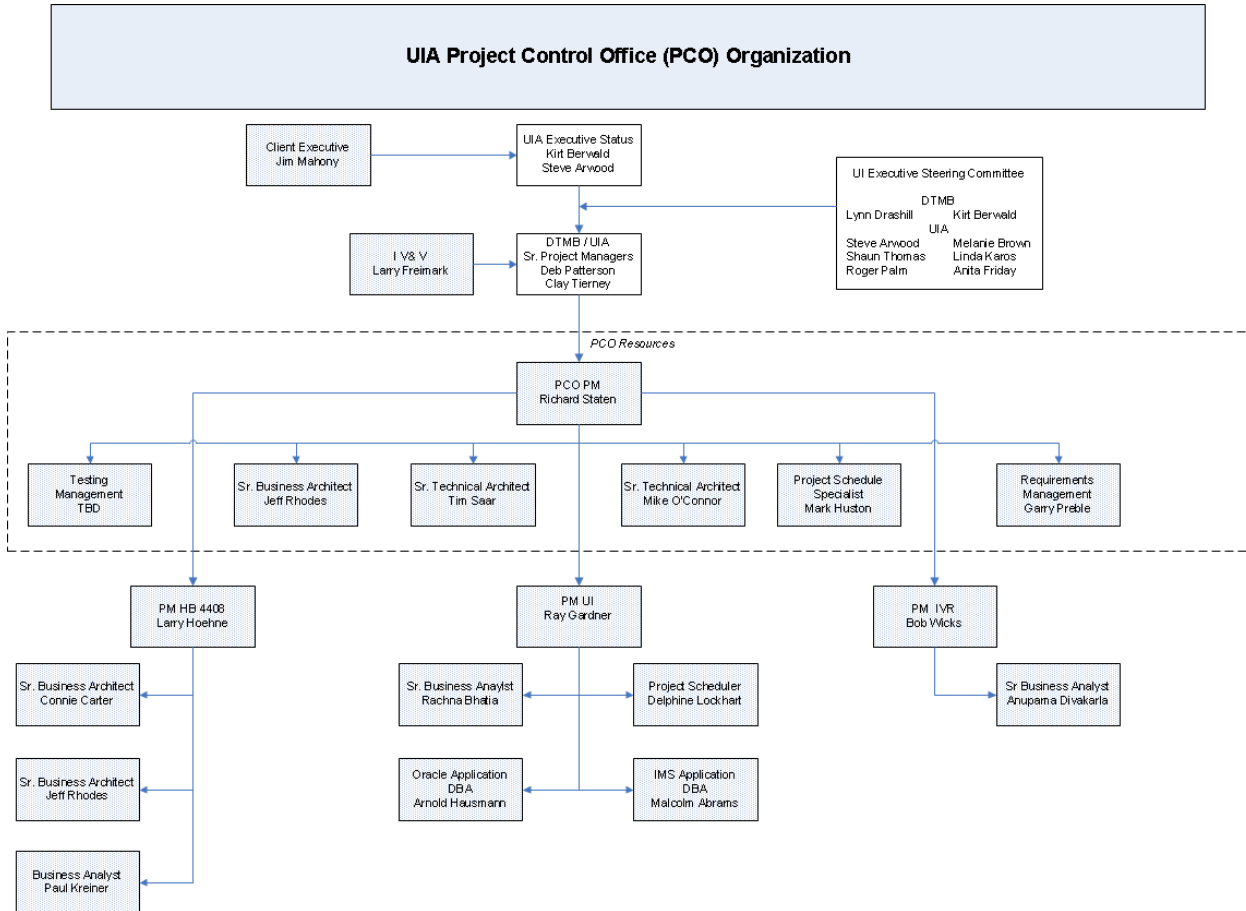 UIA Project Control Office (PCO) Organization
Client Executive
Jim Mahony
UIA Executive Status
Kirt Berwald
Steve Arwood
UI Executive Steering Committee
DTMB
Lynn Drashill Kirt Berwald
UIA
Steve Arwood Melanie Brown
Shaun Thomas Linda Karos
Roger Palm Anita Friday
I V& V
Larry Freimark
DTMB / UIA
Sr. Project Managers
Deb Patterson
Clay Tierney
PCO Resources
PCO PM
Richard Staten
Testing
Management
TBD
Sr. Business Architect
Jeff Rhodes
Sr. Technical Architect
Tim Saar
Sr. Technical Architect
Mike O'Connor
Project Schedule
Specialist
Mark Huston
Requirements
Management
Garry Preble
PM HB 4408
Larry Hoehne
PM UI
Ray Gardner
PM IVR
Bob Wicks
Sr. Business Architect
Connie Carter
Sr. Business Anaylst
Rachna Bhatia
Project Scheduler
Delphine Lockhart
Sr Business Analyst
Anupama Divakarla
Sr. Business Architect
Jeff Rhodes
Oracle Application
DBA
Arnold Hausmann
IMS Application
DBA
Malcolm Abrams
Business Analyst
Paul Kreiner